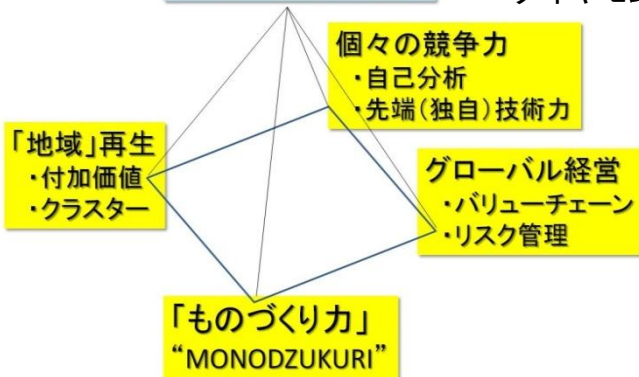 個々の競争力
・自己分析
・先端(独自)技術力
「地域」再生
・付加価値
・クラスター
グローバル経営
・バリューチェーン
・リスク管理
「ものづくり力」
“MONODZUKURI”